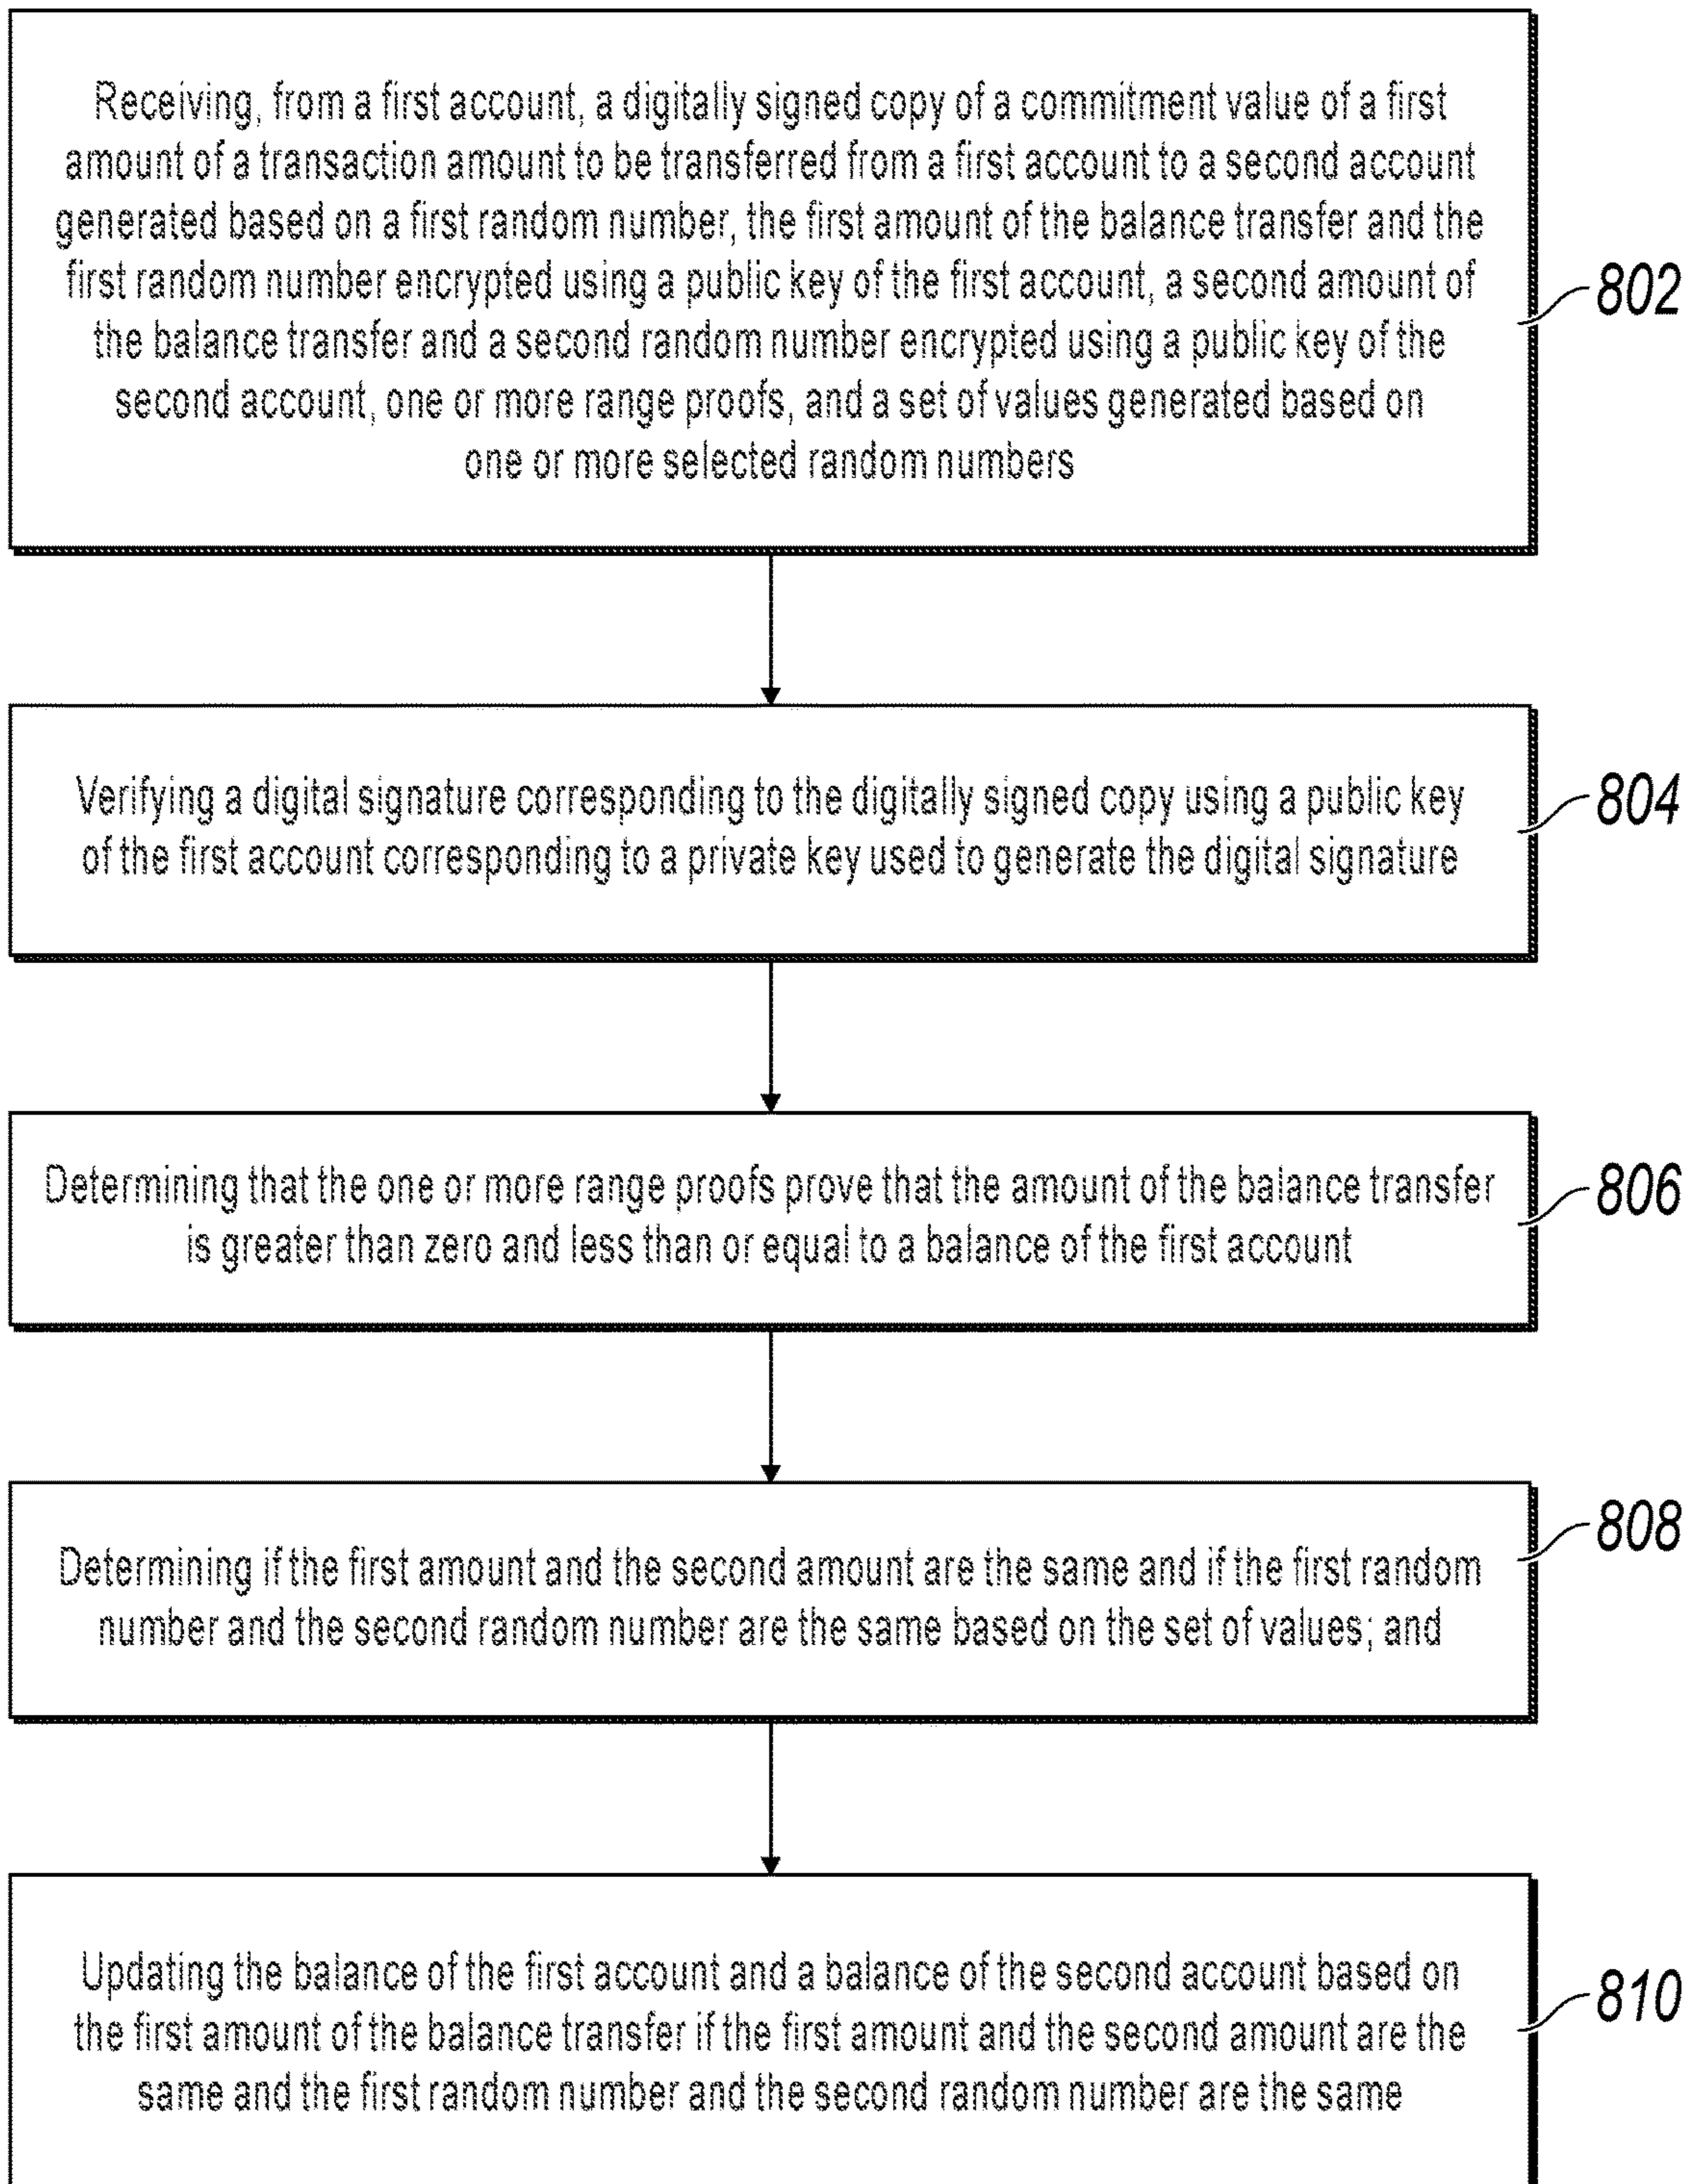 Receiving, from a first account, a digitally signed copy of a commitment value of a first
amount of a transaction amount to be transferred from a first account to a second account
generated based on a first random number, the first amount of the balance transfer and the
first random number encrypted using a public key of the first account, a second amount of
the balance transfer and a second random number encrypted using a public key of the
second account, one or more range proofs, and a set of values generated based on
one or more selected random numbers
802
Verifying a digital signature corresponding to the digitally signed copy using a public key
of the first account corresponding to a private key used to generate the digital signature
804
Determining that the one or more range proofs prove that the amount of the balance transfer
is greater than zero and less than or equal to a balance of the first account
806
Determining if the first amount and the second amount are the same and if the first random
number and the second random number are the same based on the set of values; and
808
Updating the balance of the first account and a balance of the second account based on
the first amount of the balance transfer if the first amount and the second amount are the
same and the first random number and the second random number are the same
810